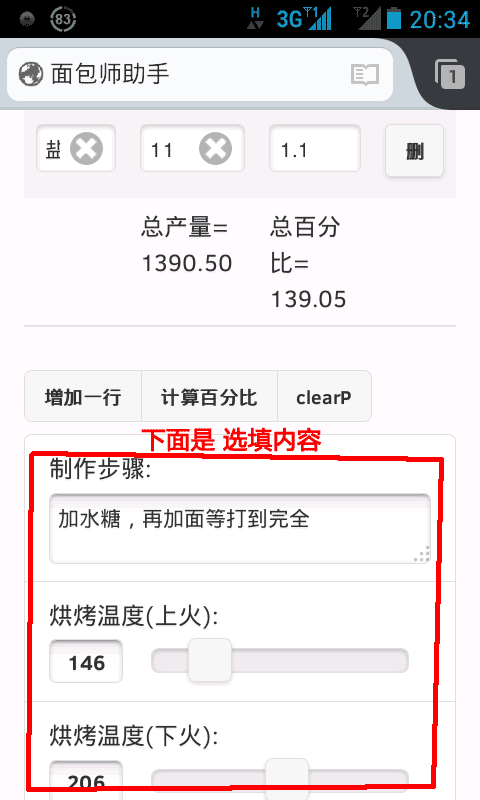 83 H 3G 1 2 20:34
面包师助手 1
盐 11 1.1 删
总产量= 总百分
1390.50 比=
139.05
增加一行 计算百分比 clearP
下面是 选填内容
制作步骤:
加水糖，再加面等打到完全
烘烤温度(上火):
146
烘烤温度(下火):
206